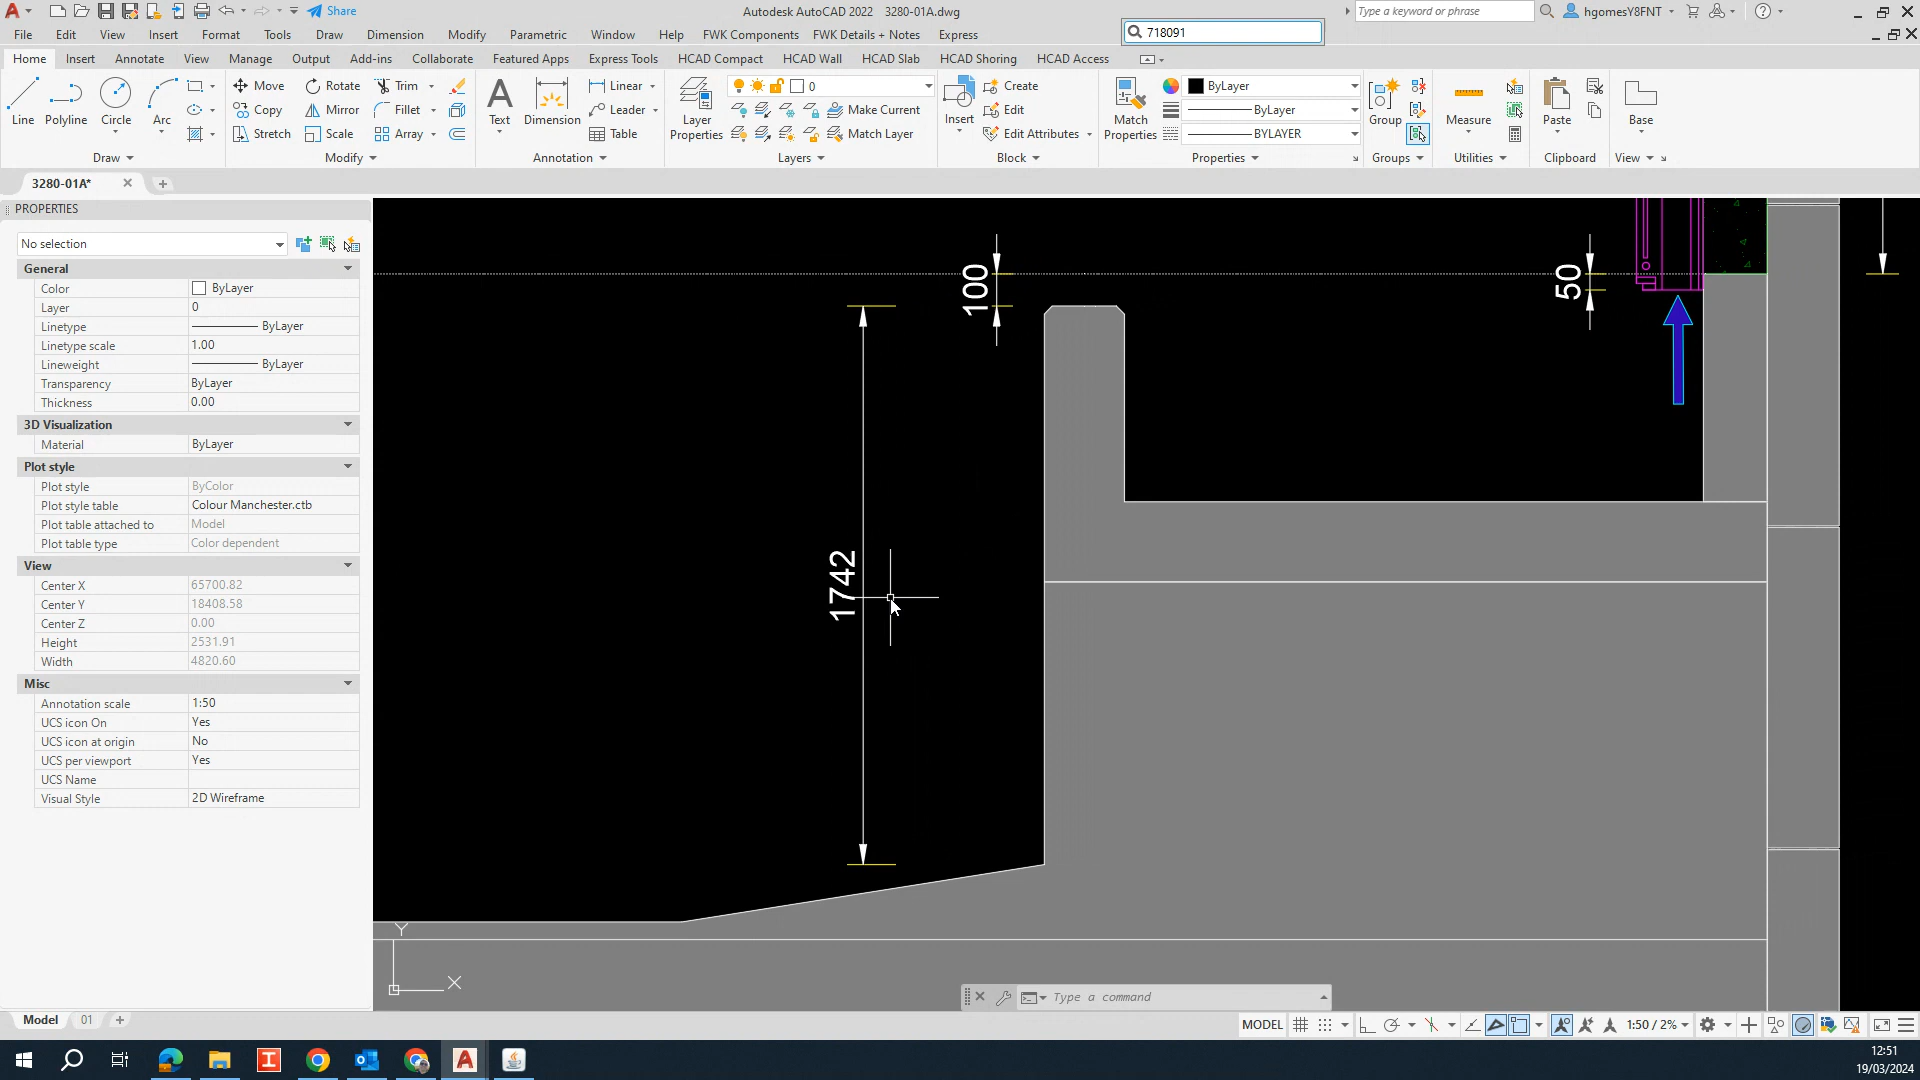 Share
Autodesk AutoCAD 2022 3280-01A.dwg
Type a keyword or phrase
hgomesY8FNT
File Edit View Insert Format Tools Draw Dimension Modify Parametric Window Help FWK Components FWK Details + Notes Express
718091
Home Insert Annotate View Manage Output Add-ins Collaborate Featured Apps Express Tools HCAD Compact HCAD Wall HCAD Slab HCAD Shoring HCAD Access
Line Polyline Circle Arc
Draw
Move Rotate Trim
Copy Mirror Fillet
Stretch Scale Array
Modify
Text Dimension
Linear
Leader
Table
Annotation
Layer Properties
0
Make Current
Match Layer
Layers
Insert
Create
Edit
Edit Attributes
Block
Match Properties
ByLayer
ByLayer
BYLAYER
Properties
Group
Groups
Measure
Utilities
Paste
Clipboard
Base
View
3280-01A*
PROPERTIES
No selection
General
Color ByLayer
Layer 0
Linetype ByLayer
Linetype scale 1.00
Lineweight ByLayer
Transparency ByLayer
Thickness 0.00
3D Visualization
Material ByLayer
Plot style
Plot style ByColor
Plot style table Colour Manchester.ctb
Plot table attached to Model
Plot table type Color dependent
View
Center X 65700.82
Center Y 18408.58
Center Z 0.00
Height 2531.91
Width 4820.60
Misc
Annotation scale 1:50
UCS icon On Yes
UCS icon at origin No
UCS per viewport Yes
UCS Name
Visual Style 2D Wireframe
100
50
1742
Y
X
Type a command
Model 01
MODEL
1:50 / 2%
12:51
19/03/2024